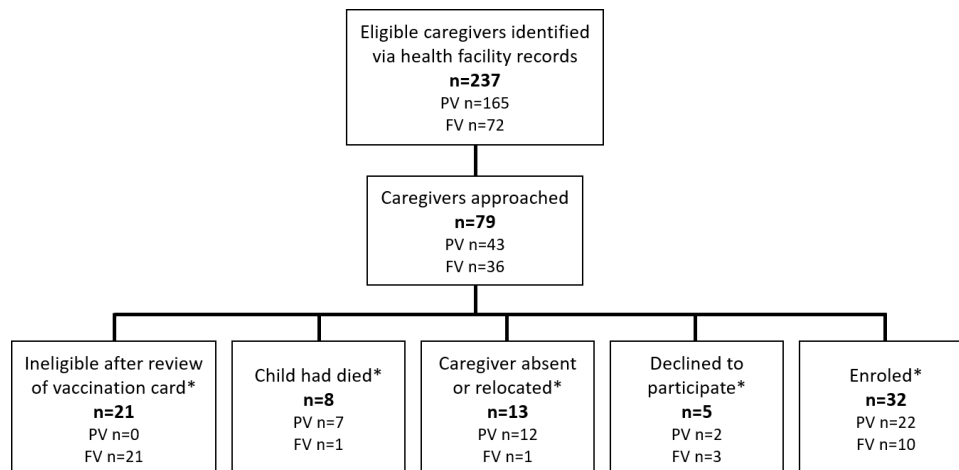 Eligible caregivers identified
via health facility records
n=237
PV n=165
FV n=72
Caregivers approached
n=79
PV n=43
FV n=36
Ineligible after review
of vaccination card*
n=21
PV n=0
FV n=21
Child had died*
n=8
PV n=7
FV n=1
Caregiver absent
or relocated*
n=13
PV n=12
FV n=1
Declined to
participate*
n=5
PV n=2
FV n=3
Enroled*
n=32
PV n=22
FV n=10